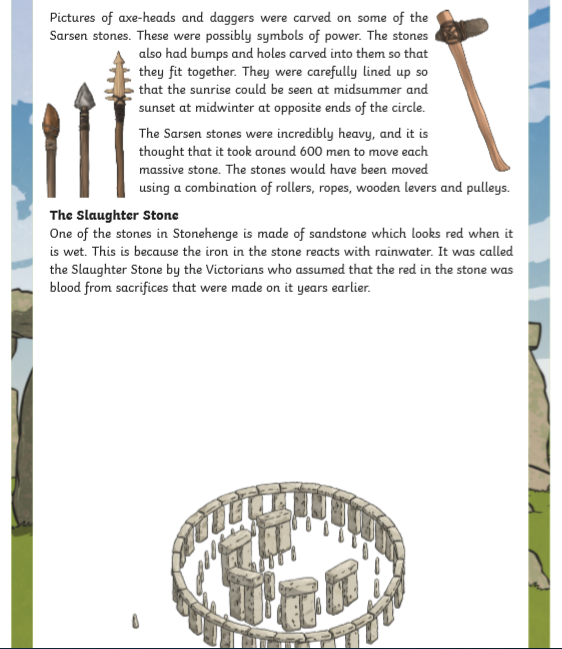 Pictures of axe-heads and daggers were carved on some of the
Sarsen stones. These were possibly symbols of power. The stones
also had bumps and holes carved into them so that
they fit together. They were carefully lined up so
that the sunrise could be seen at midsummer and
sunset at midwinter at opposite ends of the circle.
The Sarsen stones were incredibly heavy, and it is
thought that it took around 600 men to move each
massive stone. The stones would have been moved
using a combination of rollers, ropes, wooden levers and pulleys.
The Slaughter Stone
One of the stones in Stonehenge is made of sandstone which looks red when it
is wet. This is because the iron in the stone reacts with rainwater. It was called
the Slaughter Stone by the Victorians who assumed that the red in the stone was
blood from sacrifices that were made on it years earlier.